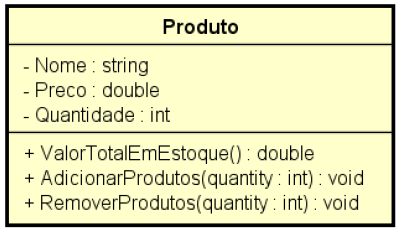 Produto
- Nome : string
- Preco : double
- Quantidade : int
+ ValorTotalEmEstoque() : double
+ AdicionarProdutos(quantity : int) : void
+ RemoverProdutos(quantity : int) : void